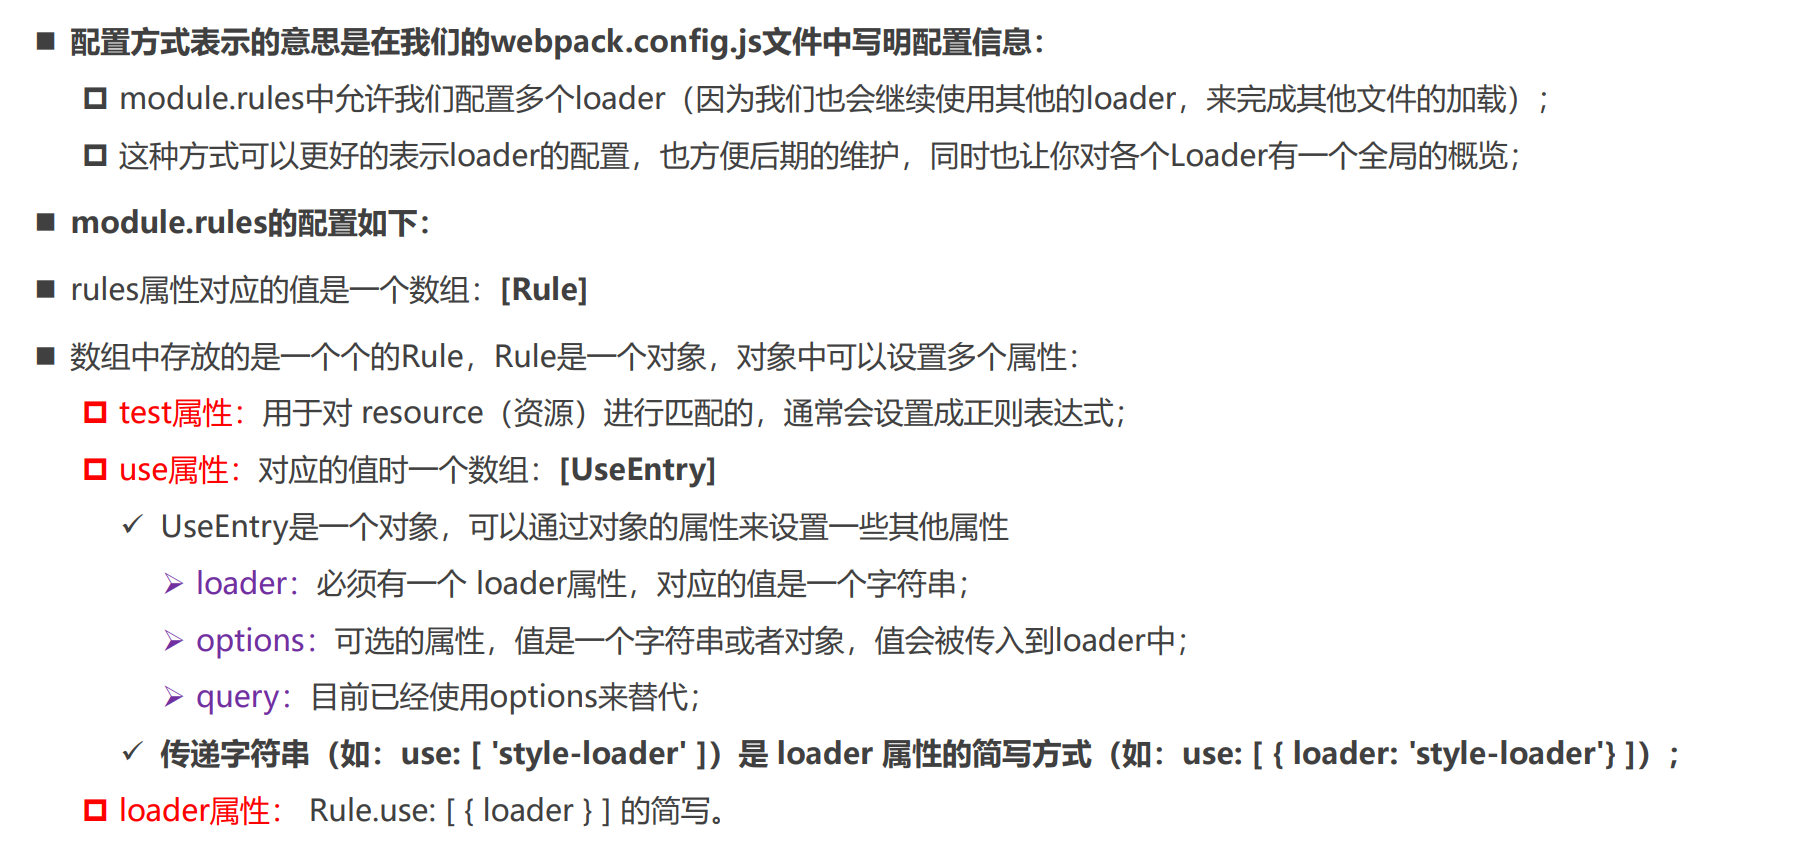 配置方式表示的意思是在我们的webpack.config.js文件中写明配置信息：
module.rules中允许我们配置多个loader（因为我们也会继续使用其他的loader，来完成其他文件的加载）；
这种方式可以更好的表示loader的配置，也方便后期的维护，同时也让你对各个Loader有一个全局的概览；
module.rules的配置如下：
rules属性对应的值是一个数组：[Rule]
数组中存放的是一个个的Rule，Rule是一个对象，对象中可以设置多个属性：
test属性：用于对 resource（资源）进行匹配的，通常会设置成正则表达式；
use属性：对应的值时一个数组：[UseEntry]
UseEntry是一个对象，可以通过对象的属性来设置一些其他属性
loader：必须有一个 loader属性，对应的值是一个字符串；
options：可选的属性，值是一个字符串或者对象，值会被传入到loader中；
query：目前已经使用options来替代；
传递字符串（如：use: [ 'style-loader' ]）是 loader 属性的简写方式（如：use: [ { loader: 'style-loader'} ]）；
loader属性： Rule.use: [ { loader } ] 的简写。